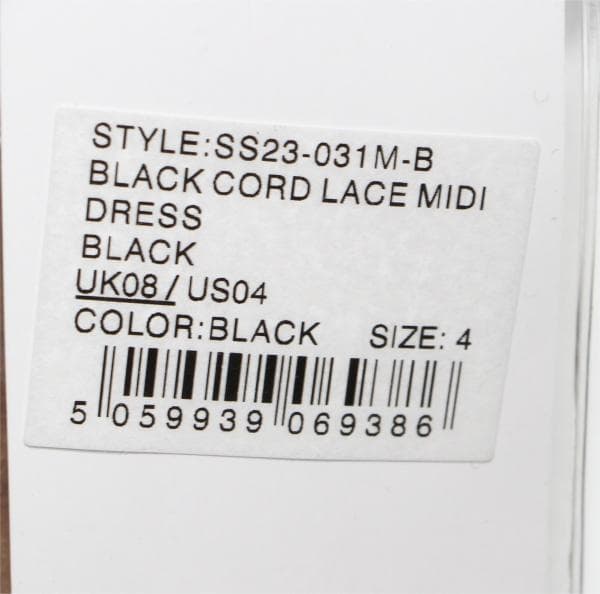 STYLE:SS23-031M-B
BLACK CORD LACE MIDI
DRESS
BLACK
UK08 / US04
COLOR:BLACK SIZE: 4
5 059939 069386